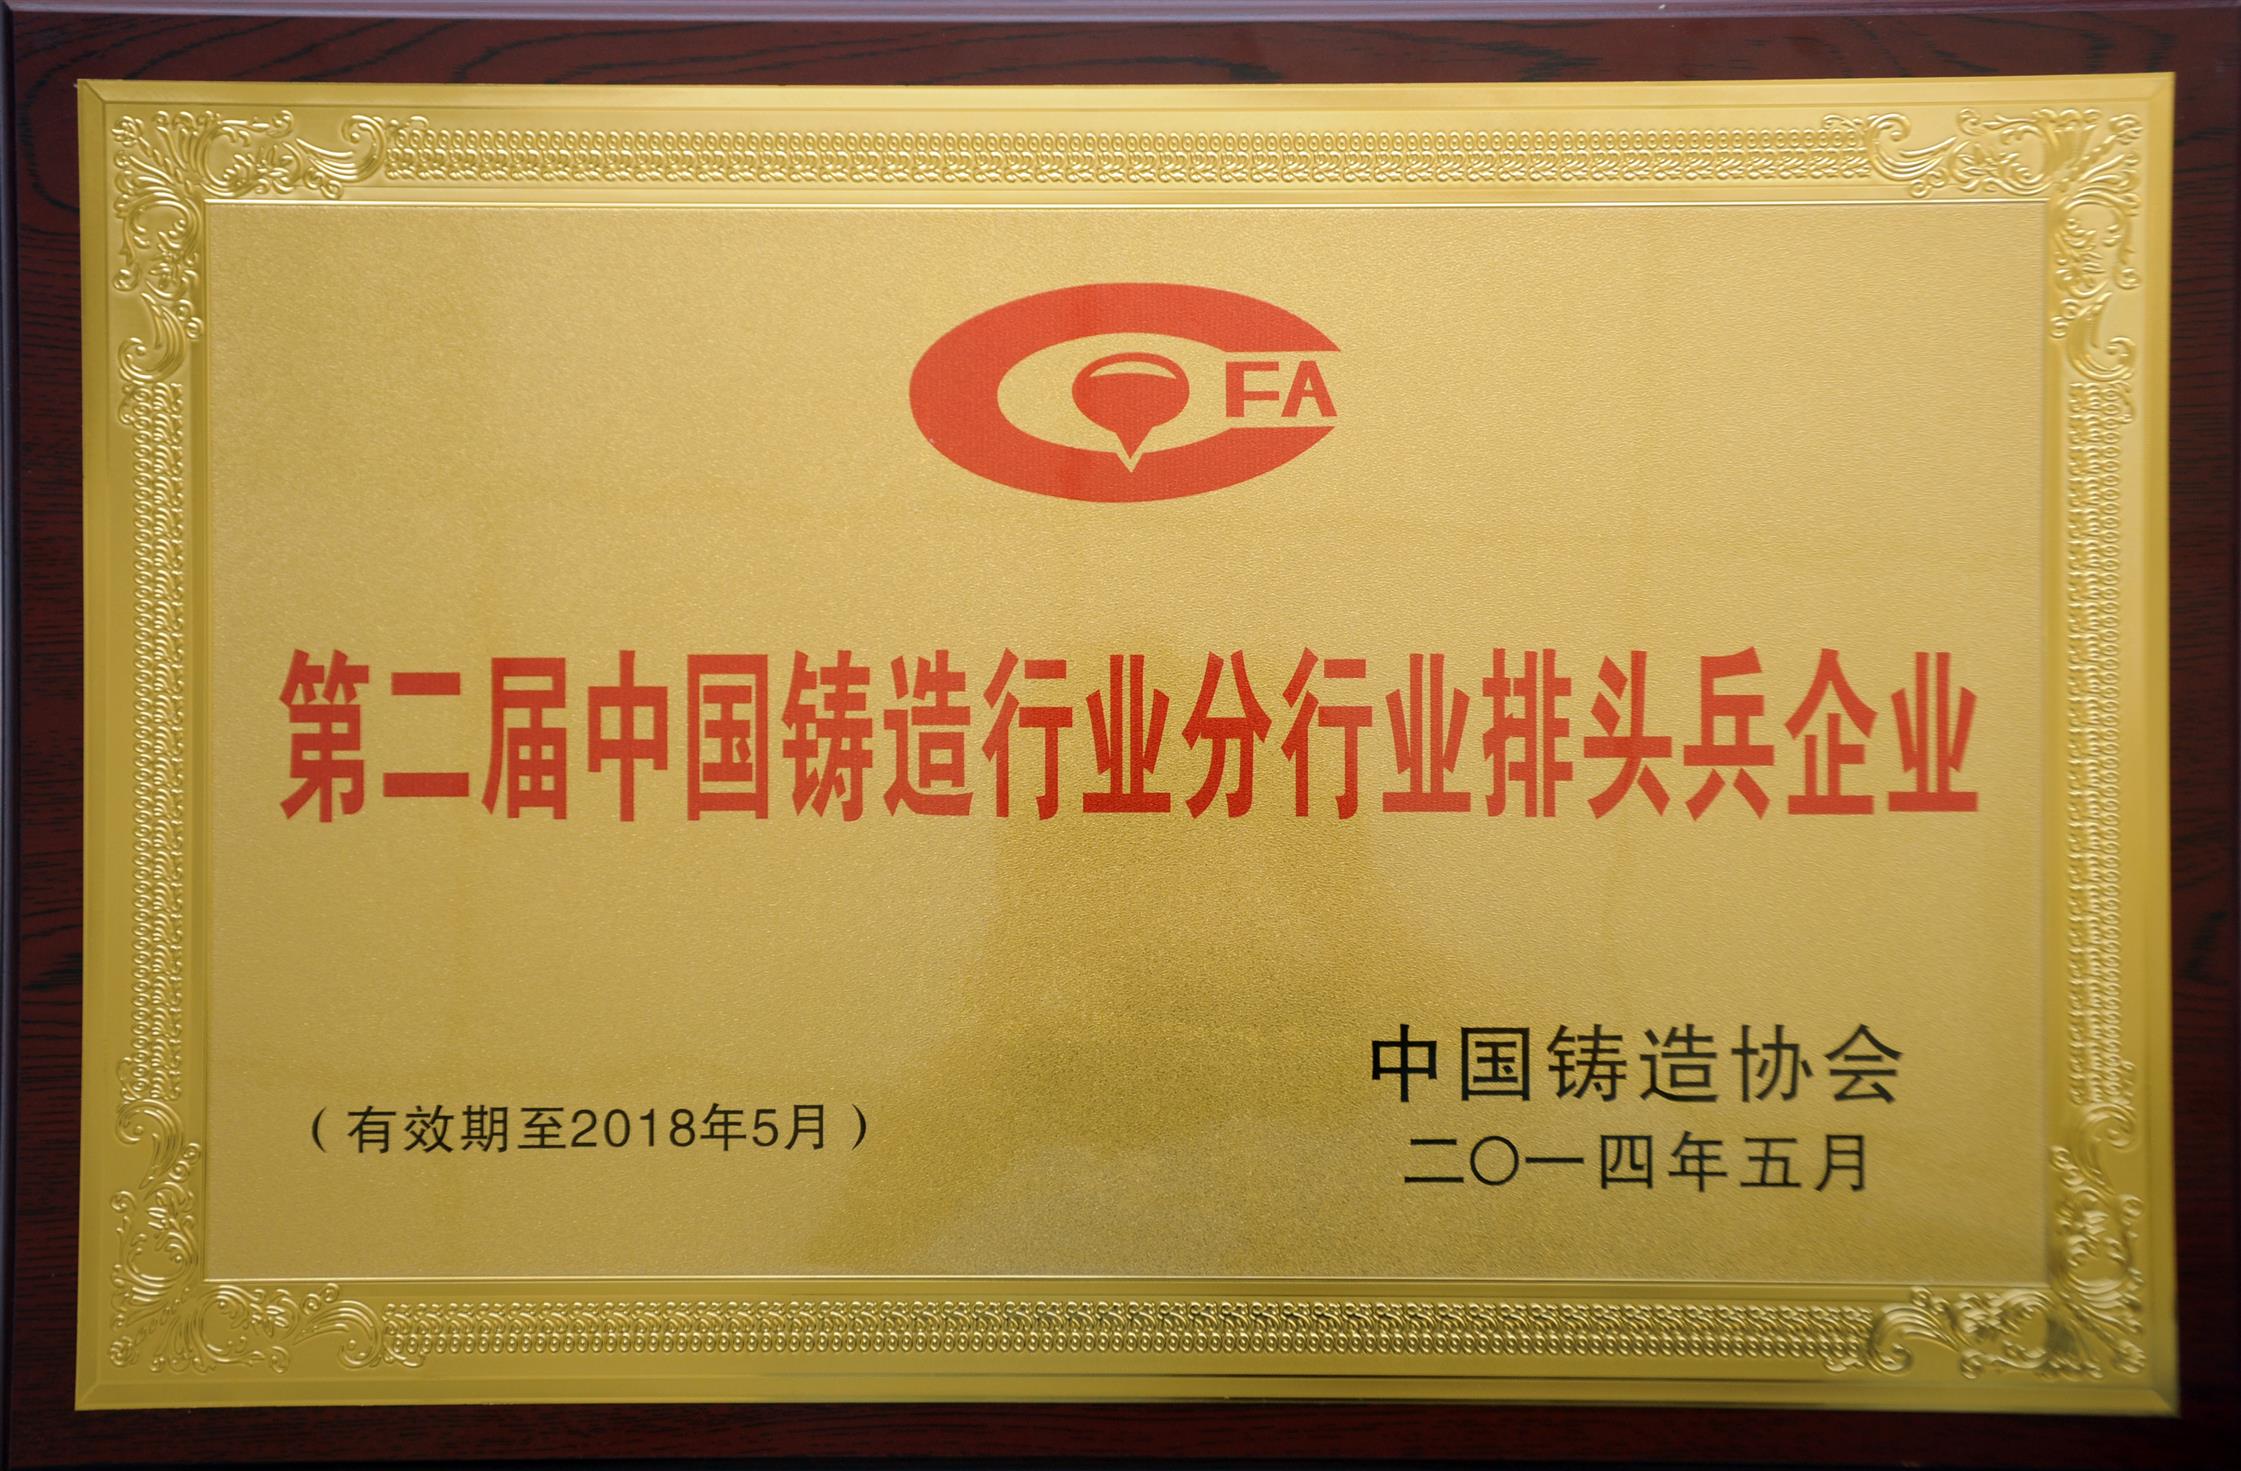 FA
第二届中国铸造行业分行业排头兵企业
中国铸造协会
(有效期至2018年5月)
二〇一四年五月